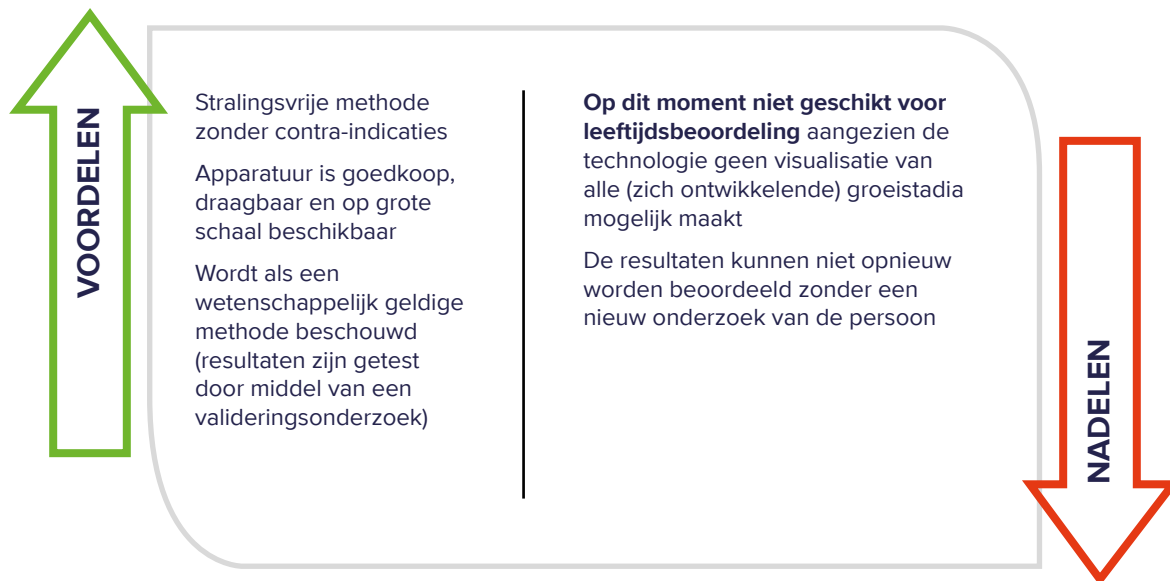 VOORDELEN
Stralingsvrije methode
zonder contra-indicaties
Apparatuur is goedkoop,
draagbaar en op grote
schaal beschikbaar
Wordt als een
wetenschappelijk geldige
methode beschouwd
(resultaten zijn getest
door middel van een
valideringsonderzoek)
Op dit moment niet geschikt voor
leeftijdsbeoordeling aangezien de
technologie geen visualisatie van
alle (zich ontwikkelende) groeistadia
mogelijk maakt
De resultaten kunnen niet opnieuw
worden beoordeeld zonder een
nieuw onderzoek van de persoon
NADELEN